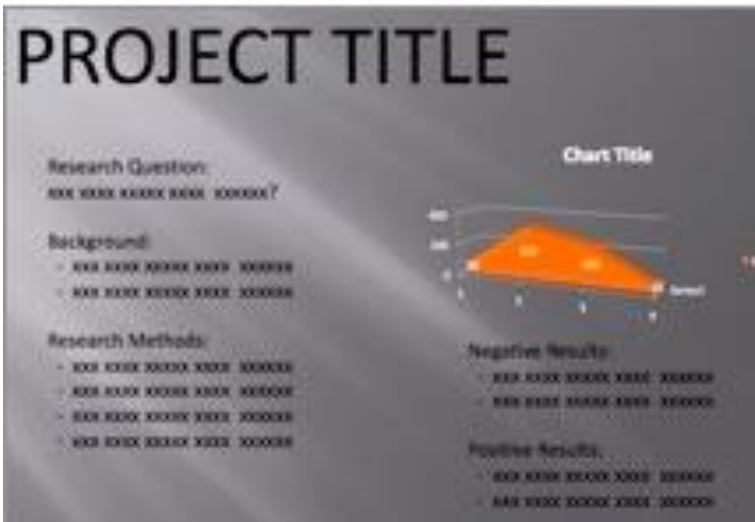 PROJECT TITLE
Research Question:
xxx xxxx xxxxx xxxx xxxxxx?
Background:
- xxx xxxx xxxxx xxxx xxxxxx
- xxx xxxx xxxxx xxxx xxxxxx
Research Methods:
- xxx xxxx xxxxx xxxx xxxxxx
- xxx xxxx xxxxx xxxx xxxxxx
- xxx xxxx xxxxx xxxx xxxxxx
- xxx xxxx xxxxx xxxx xxxxxx
Chart Title
Negative Results:
- xxx xxxx xxxxx xxxx xxxxxx
- xxx xxxx xxxxx xxxx xxxxxx
Positive Results:
- xxx xxxx xxxxx xxxx xxxxxx
- xxx xxxx xxxxx xxxx xxxxxx